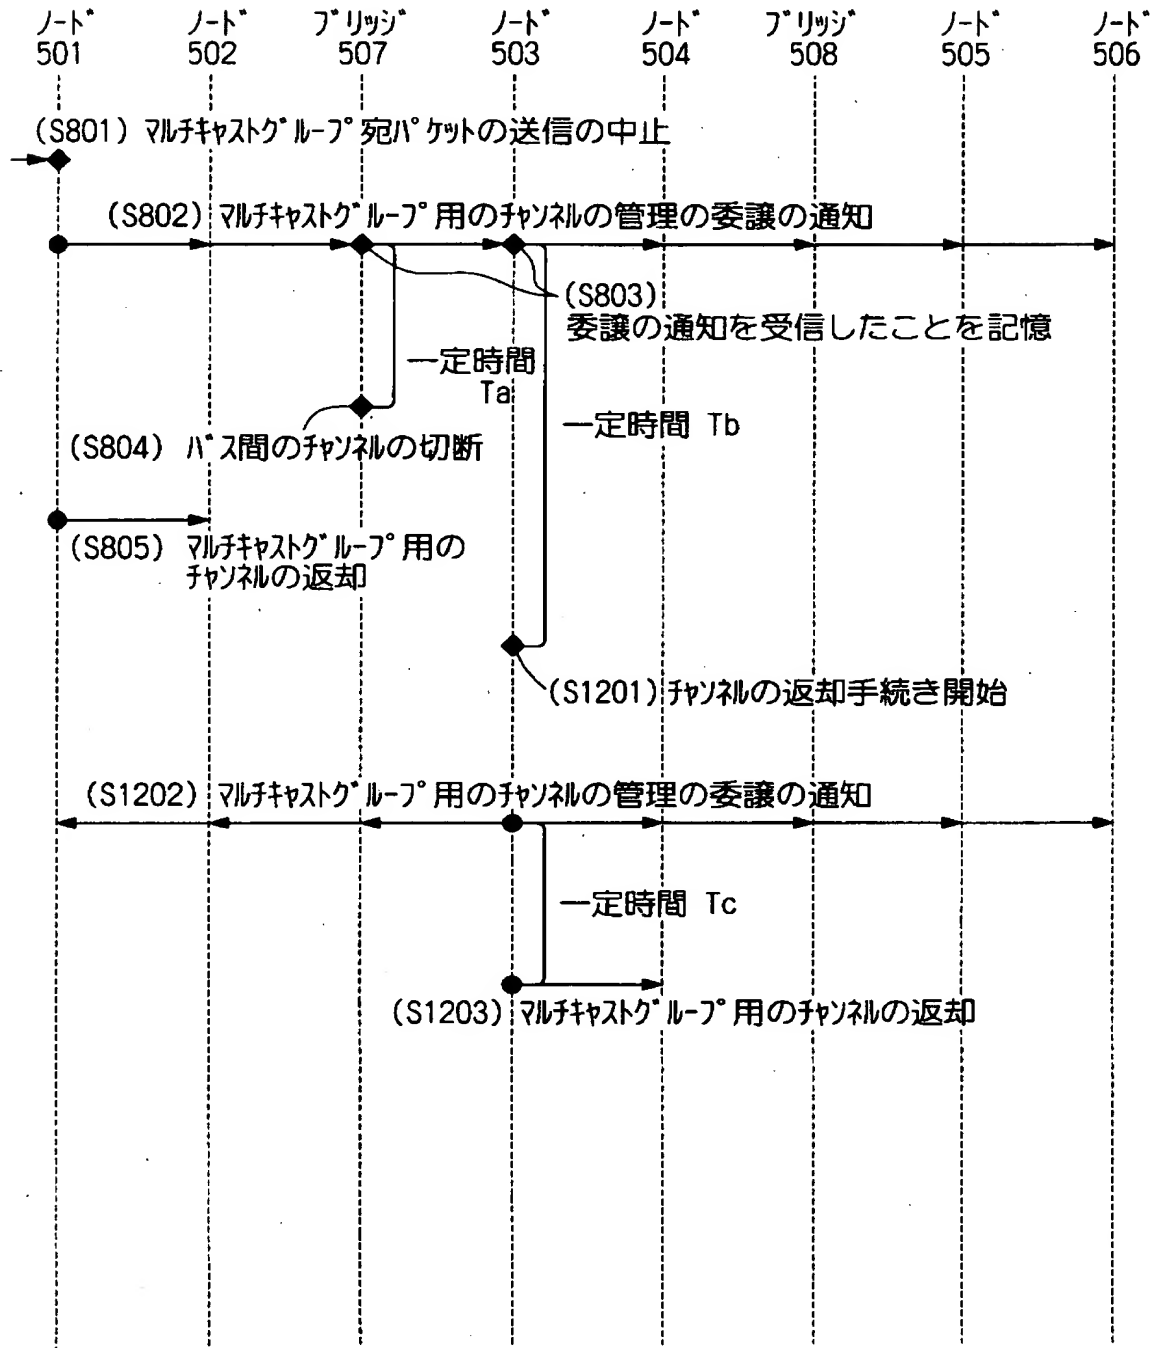 ノード ノード ブリッジ ノード ノード ブリッジ ノード ノード
501 502 507 503 504 508 505 506
(S801) マルチキャストグループ宛パケットの送信の中止
(S802) マルチキャストグループ用のチャンネルの管理の委譲の通知
(S803)
委譲の通知を受信したことを記憶
一定時間
Ta
一定時間 Tb
(S804) バス間のチャンネルの切断
(S805) マルチキャストグループ用の
チャンネルの返却
(S1201) チャンネルの返却手続き開始
(S1202) マルチキャストグループ用のチャンネルの管理の委譲の通知
一定時間 Tc
(S1203) マルチキャストグループ用のチャンネルの返却